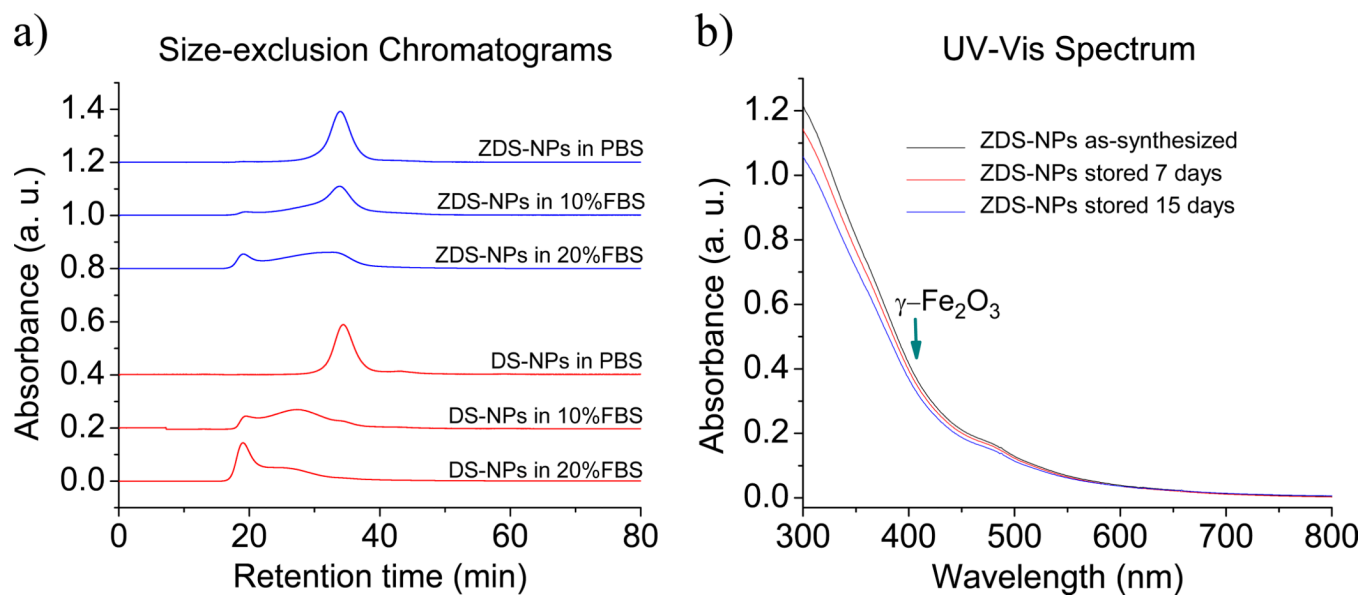 a)
Size-exclusion Chromatograms
1.4
1.2
1.0
0.8
0.6
0.4
0.2
0.0
Absorbance (a. u.)
ZDS-NPs in PBS
ZDS-NPs in 10%FBS
ZDS-NPs in 20%FBS
DS-NPs in PBS
DS-NPs in 10%FBS
DS-NPs in 20%FBS
0 20 40 60 80
Retention time (min)
b)
UV-Vis Spectrum
1.2
1.0
0.8
0.6
0.4
0.2
0.0
Absorbance (a. u.)
ZDS-NPs as-synthesized
ZDS-NPs stored 7 days
ZDS-NPs stored 15 days
γ–Fe₂O₃
300 400 500 600 700 800
Wavelength (nm)